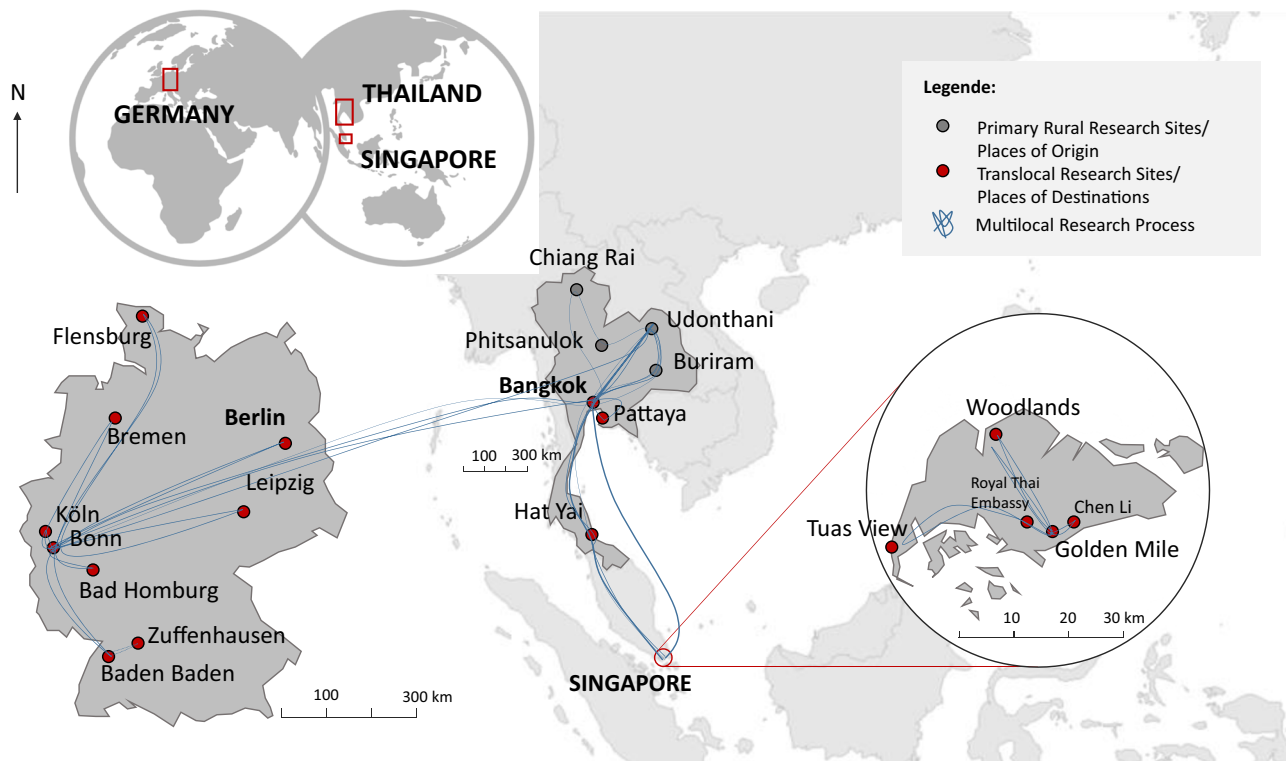 N
GERMANY
THAILAND
SINGAPORE
Legende:
Primary Rural Research Sites/
Places of Origin
Translocal Research Sites/
Places of Destinations
Multilocal Research Process
Chiang Rai
Udonthani
Phitsanulok
Buriram
Bangkok
Pattaya
100 300 km
Hat Yai
SINGAPORE
Flensburg
Bremen
Berlin
Leipzig
Köln
Bonn
Bad Homburg
Zuffenhausen
Baden Baden
100 300 km
Woodlands
Royal Thai
Embassy
Chen Li
Tuas View
Golden Mile
10 20 30 km